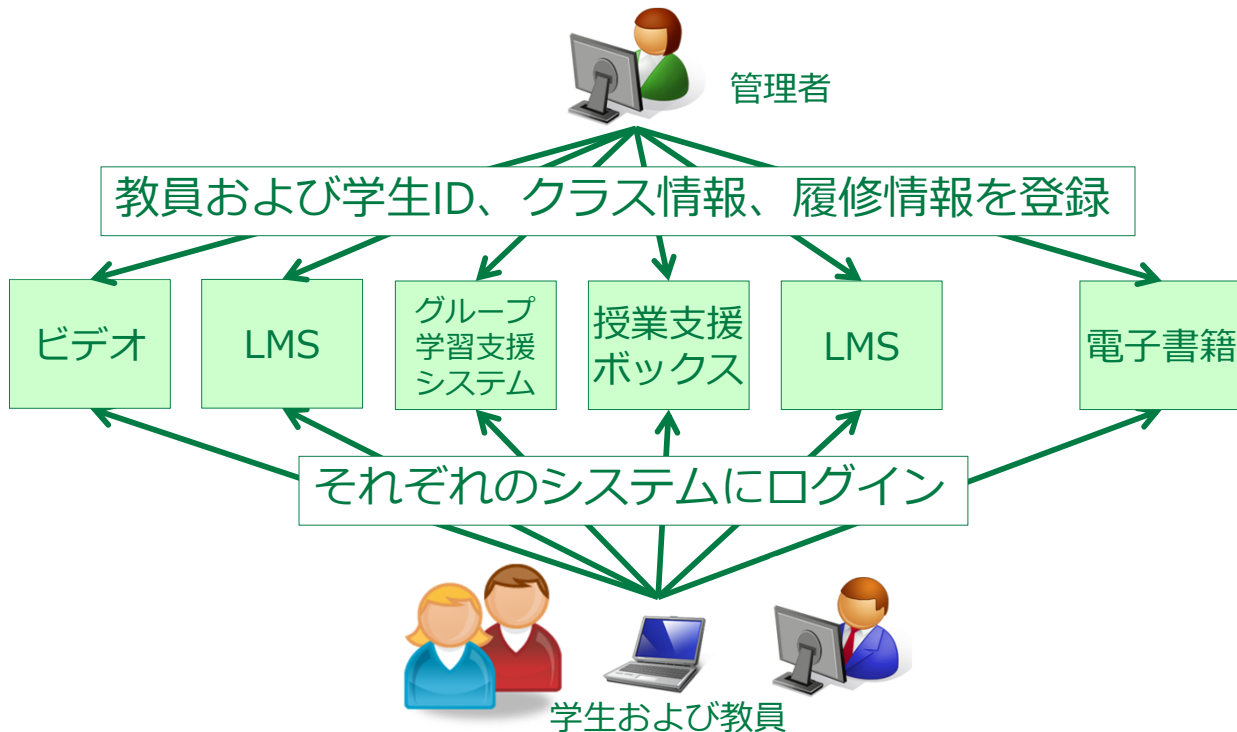 管理者
教員および学生ID、クラス情報、履修情報を登録
ビデオ
LMS
グループ
学習支援
システム
授業支援
ボックス
LMS
電子書籍
それぞれのシステムにログイン
学生および教員